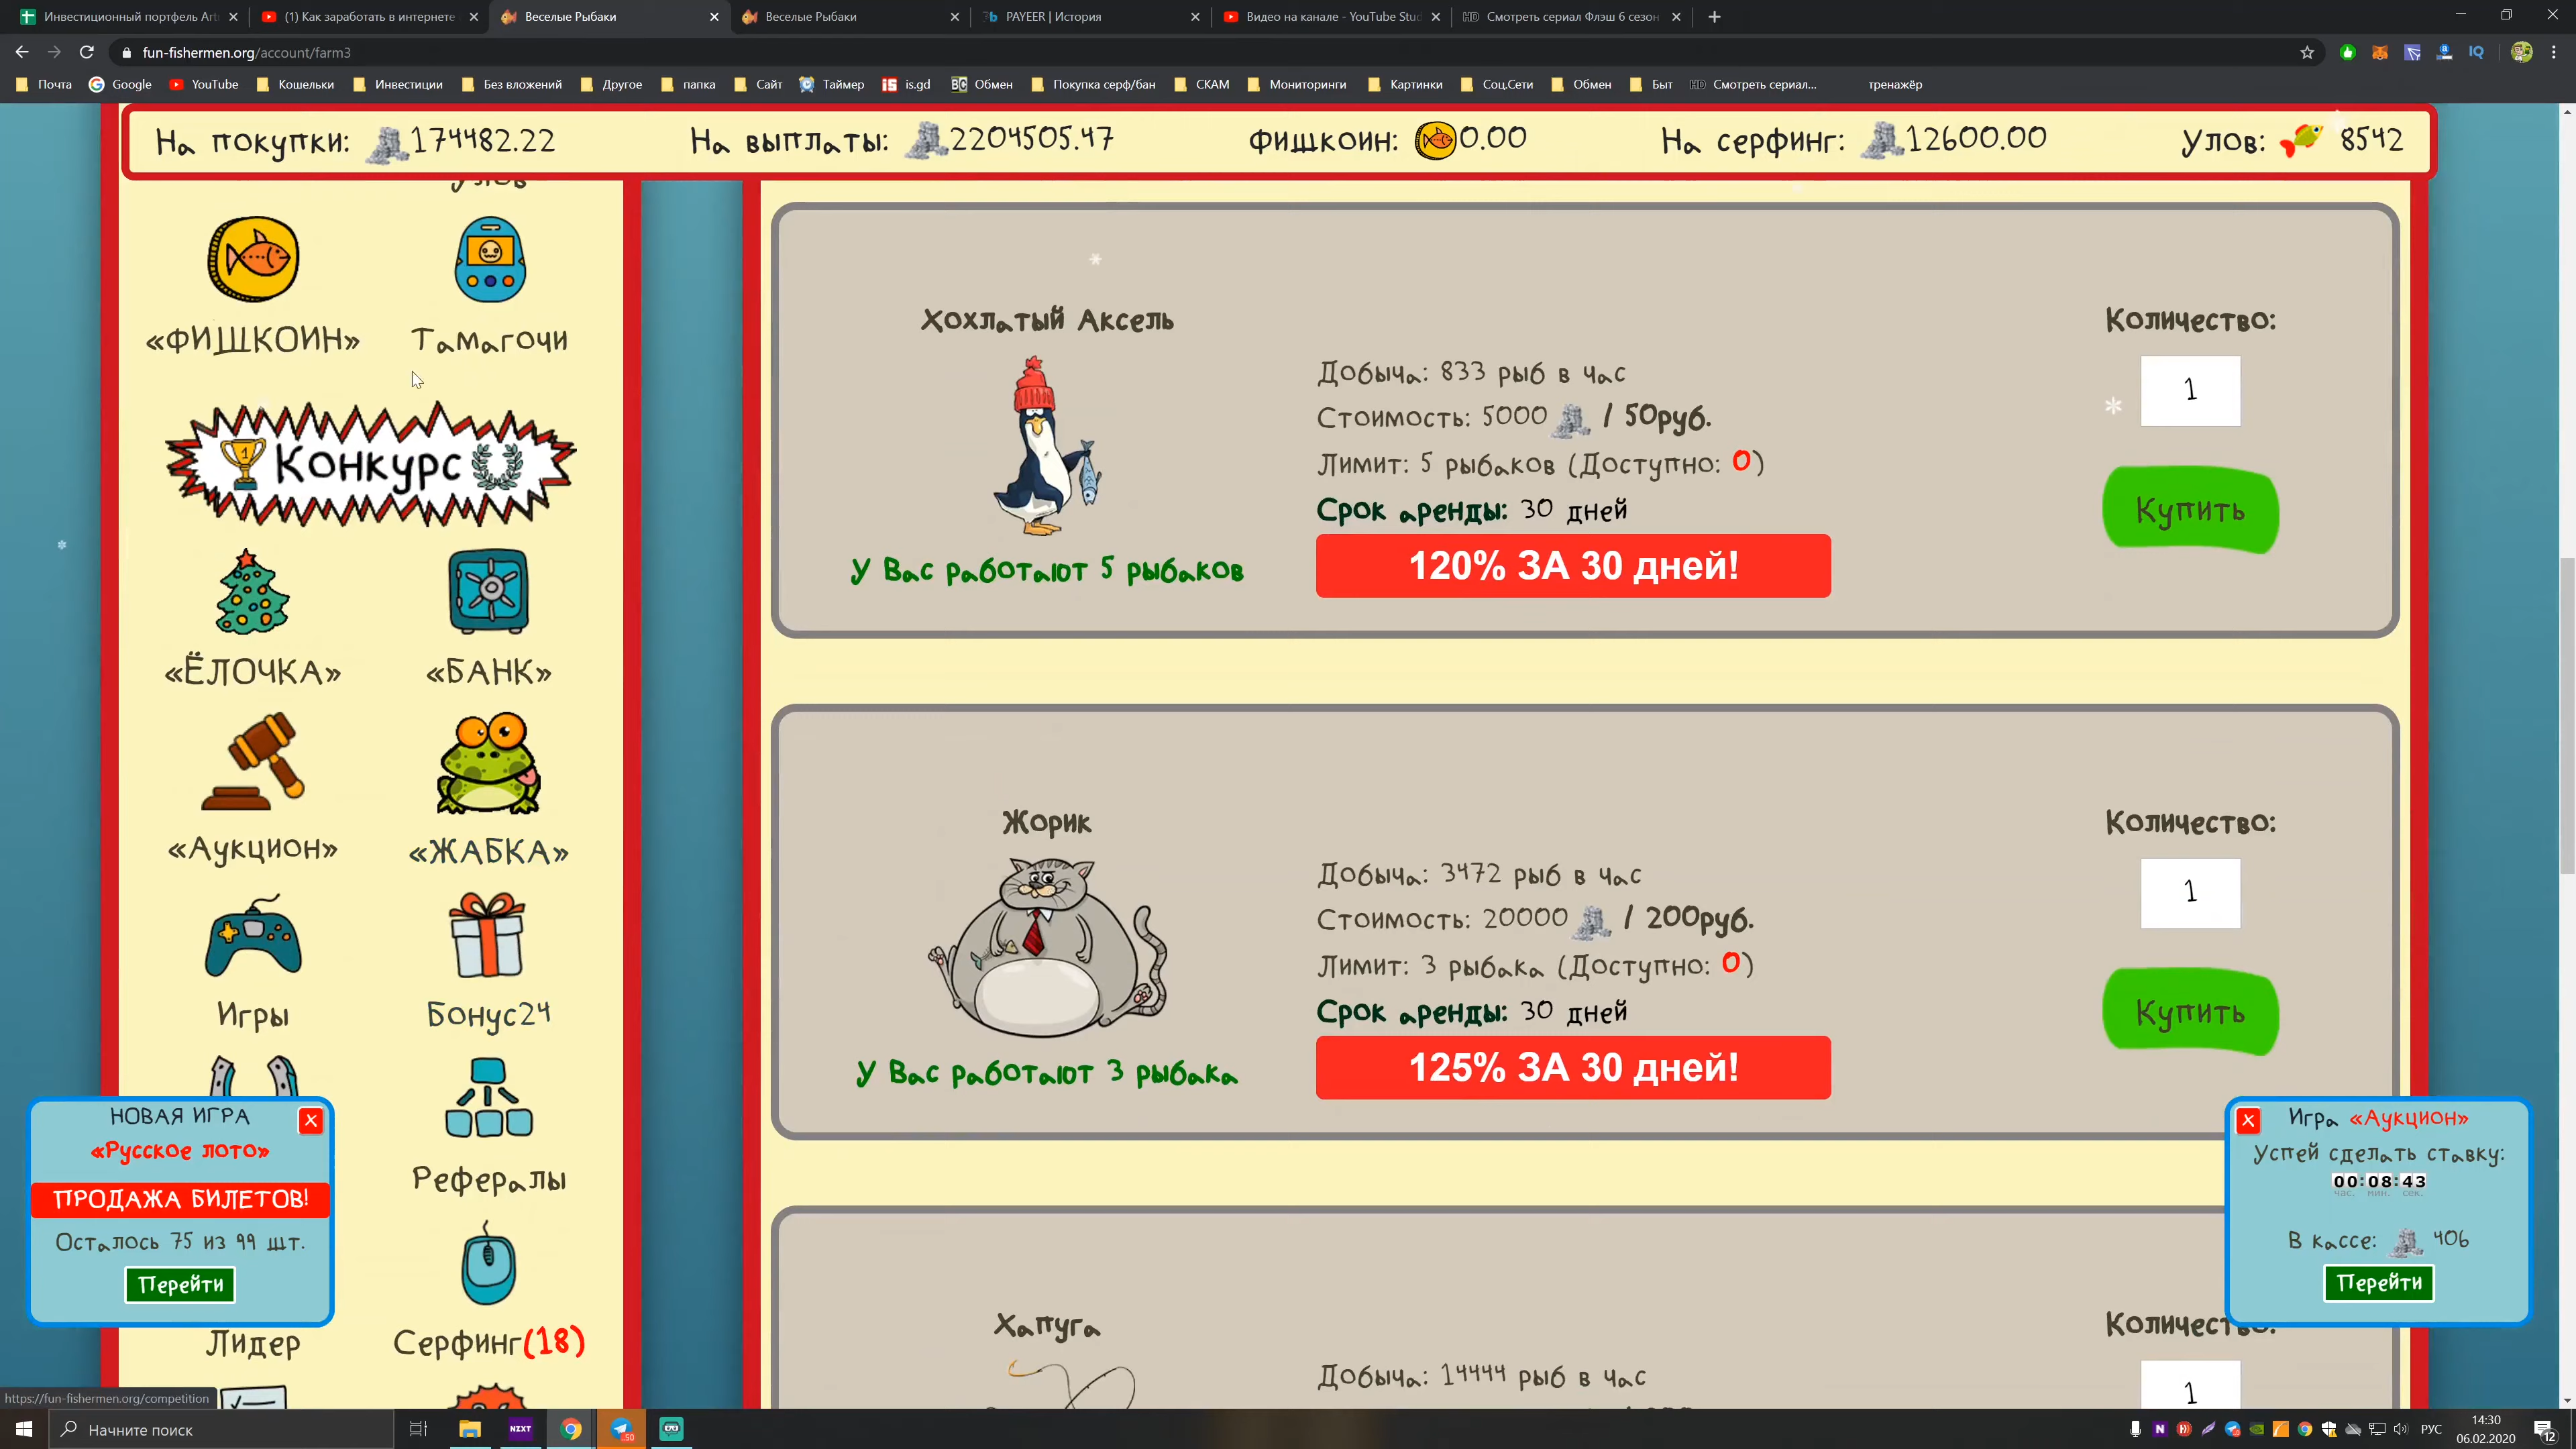 Инвестиционный портфель Art
(1) Как заработать в интернете
Веселые Рыбаки
Веселые Рыбаки
PAYEER | История
Видео на канале - YouTube Stud
HD Смотреть сериал Флэш 6 сезон
fun-fishermen.org/account/farm3
Почта
Google
YouTube
Кошельки
Инвестиции
Без вложений
Другое
папка
Сайт
Таймер
is.gd
Обмен
Покупка серф/бан
СКАМ
Мониторинги
Картинки
Соц.Сети
Обмен
Быт
HD Смотреть сериал...
тренажёр
На покупки: 174482.22
На выплаты: 2204505.47
ФИШКОИН: 0.00
На серфинг: 12600.00
Улов: 8542
«ФИШКОИН»
Тамагочи
Конкурс
«ЁЛОЧКА»
«БАНК»
«Аукцион»
«ЖАБКА»
Игры
Бонус24
Рефералы
Лидер
Серфинг(18)
Хохлатый Аксель
Добыча: 833 рыб в час
Стоимость: 5000 / 50руб.
Лимит: 5 рыбаков (Доступно: 0)
Срок аренды: 30 дней
120% ЗА 30 дней!
У Вас работают 5 рыбаков
Количество:
1
Купить
Жорик
Добыча: 3472 рыб в час
Стоимость: 20000 / 200руб.
Лимит: 3 рыбака (Доступно: 0)
Срок аренды: 30 дней
125% ЗА 30 дней!
У Вас работают 3 рыбака
Количество:
1
Купить
Хапуга
Добыча: 14444 рыб в час
Количество:
1
НОВАЯ ИГРА
X
«Русское лото»
ПРОДАЖА БИЛЕТОВ!
Осталось 75 из 99 шт.
Перейти
X
Игра «Аукцион»
Успей сделать ставку:
00:08:43
час. мин. сек.
В кассе: 406
Перейти
https://fun-fishermen.org/competition
Начните поиск
NZXT
РУС
14:30
06.02.2020
12